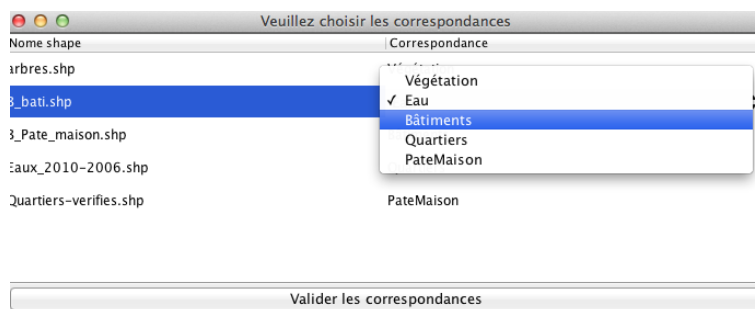 Veuillez choisir les correspondances
Nome shape Correspondance
arbres.shp
Végétation
_bati.shp ✓ Eau
Bâtiments
_Pate_maison.shp Quartiers
PateMaison
Eaux_2010-2006.shp
Quartiers-verifies.shp PateMaison
Valider les correspondances